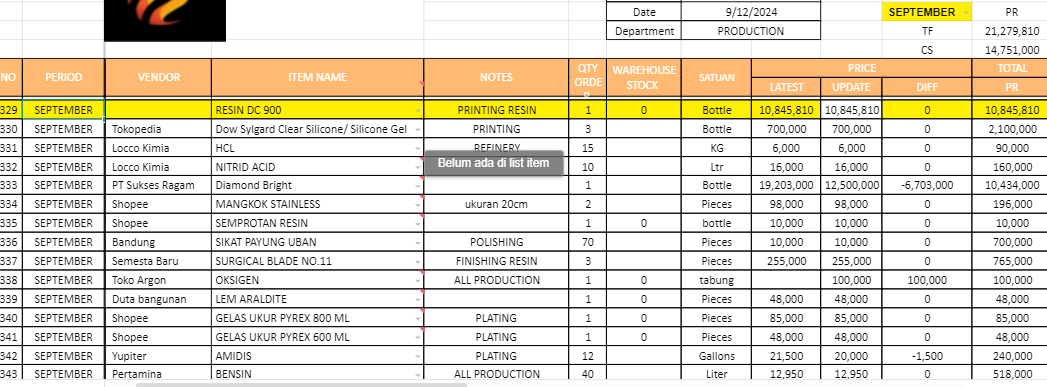 Date 9/12/2024 SEPTEMBER PR
Department PRODUCTION TF 21,279,810
CS 14,751,000
NO PERIOD VENDOR ITEM NAME NOTES QTY ORDE WAREHOUSE STOCK SATUAN PRICE TOTAL
LATEST UPDATE DIFF PR
329 SEPTEMBER RESIN DC 900 PRINTING RESIN 1 0 Bottle 10,845,810 10,845,810 0 10,845,810
330 SEPTEMBER Tokopedia Dow Sylgard Clear Silicone/ Silicone Gel PRINTING 3 Bottle 700,000 700,000 0 2,100,000
331 SEPTEMBER Locco Kimia HCL REFINERY 15 KG 6,000 6,000 0 90,000
Belum ada di list item
332 SEPTEMBER Locco Kimia NITRID ACID 10 Ltr 16,000 16,000 0 160,000
333 SEPTEMBER PT Sukses Ragam Diamond Bright 1 Bottle 19,203,000 12,500,000 -6,703,000 10,434,000
334 SEPTEMBER Shopee MANGKOK STAINLESS ukuran 20cm 2 Pieces 98,000 98,000 0 196,000
335 SEPTEMBER Shopee SEMPROTAN RESIN 1 0 bottle 10,000 10,000 0 10,000
336 SEPTEMBER Bandung SIKAT PAYUNG UBAN POLISHING 70 Pieces 10,000 10,000 0 700,000
337 SEPTEMBER Semesta Baru SURGICAL BLADE NO.11 FINISHING RESIN 3 Pieces 255,000 255,000 0 765,000
338 SEPTEMBER Toko Argon OKSIGEN ALL PRODUCTION 1 0 tabung 100,000 100,000 100,000
339 SEPTEMBER Duta bangunan LEM ARALDITE 1 0 Pieces 48,000 48,000 0 48,000
340 SEPTEMBER Shopee GELAS UKUR PYREX 800 ML PLATING 1 0 Pieces 85,000 85,000 0 85,000
341 SEPTEMBER Shopee GELAS UKUR PYREX 600 ML PLATING 1 0 Pieces 48,000 48,000 0 48,000
342 SEPTEMBER Yupiter AMIDIS PLATING 12 Gallons 21,500 20,000 -1,500 240,000
343 SEPTEMBER Pertamina BENSIN ALL PRODUCTION 40 Liter 12,950 12,950 0 518,000